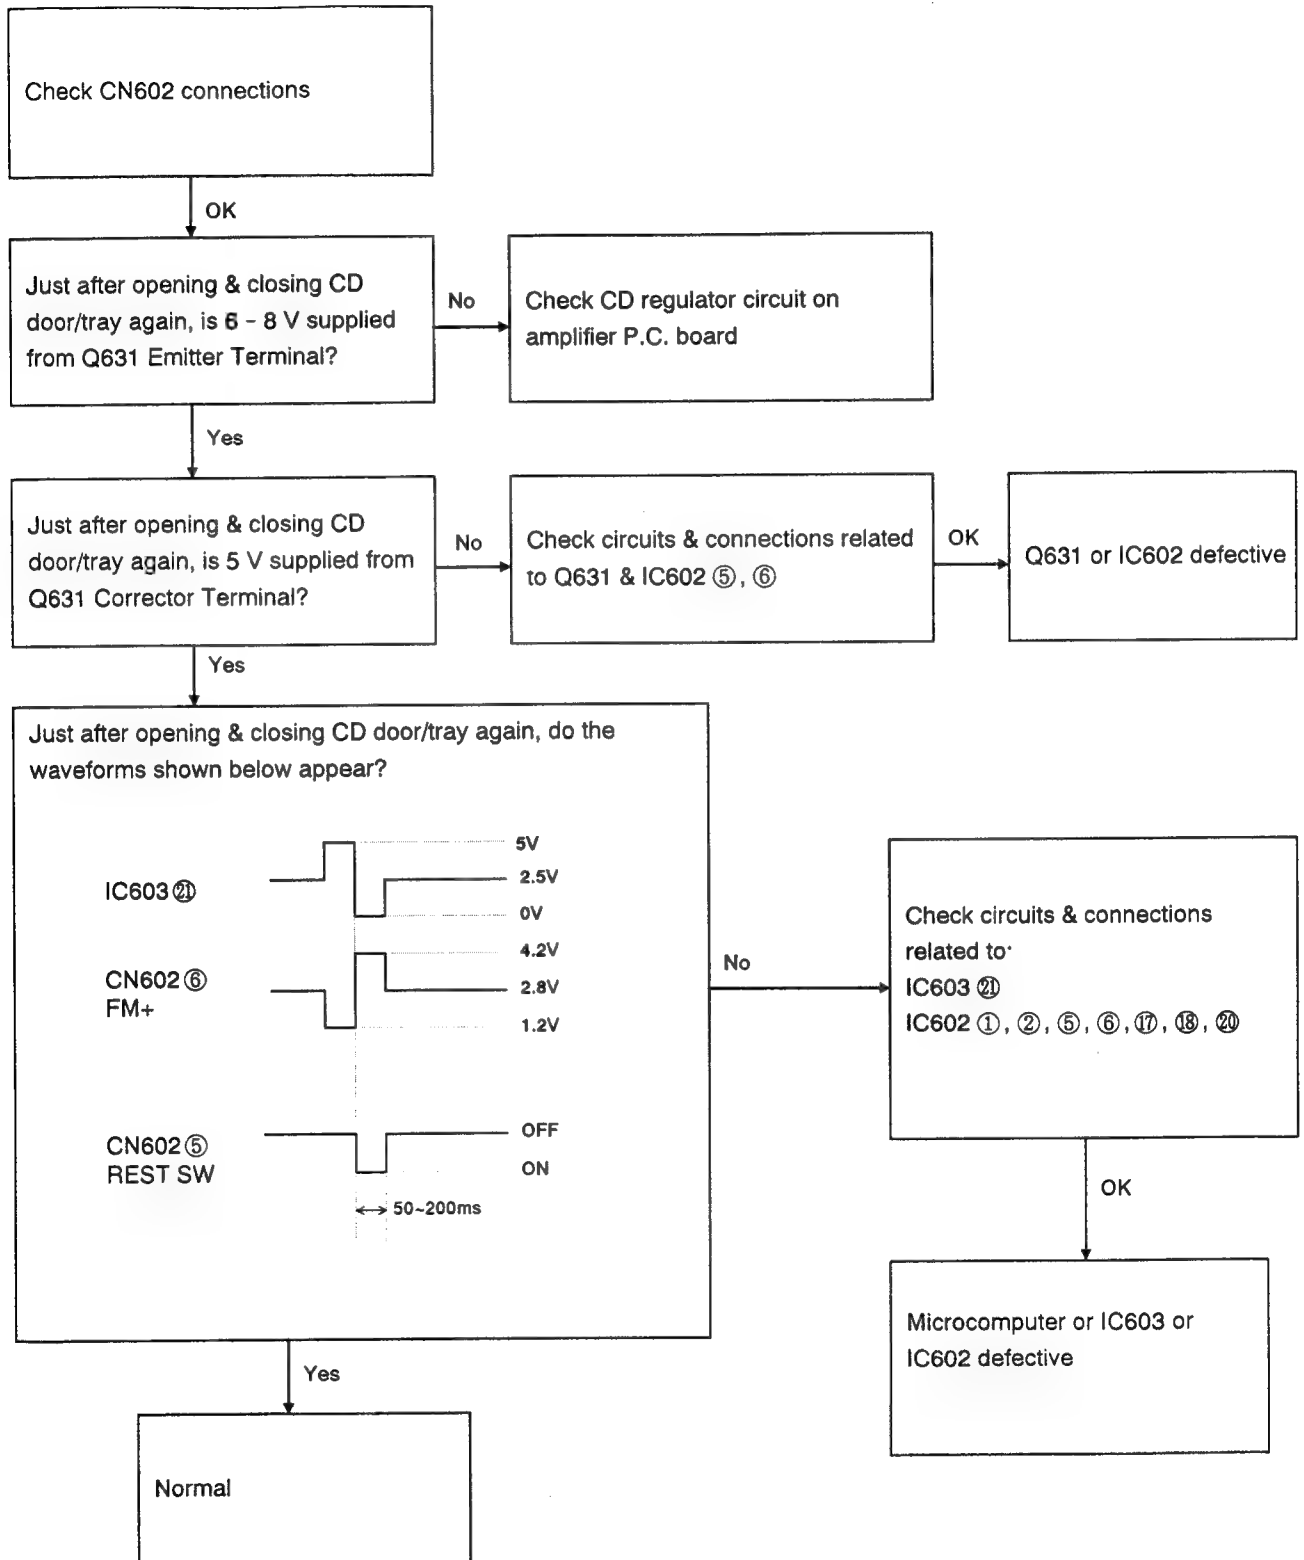 Check CN602 connections
OK
Just after opening & closing CD
door/tray again, is 6 – 8 V supplied
from Q631 Emitter Terminal?
No
Check CD regulator circuit on
amplifier P.C. board
Yes
Just after opening & closing CD
door/tray again, is 5 V supplied from
Q631 Corrector Terminal?
No
Check circuits & connections related
to Q631 & IC602 ⑤, ⑥
OK
Q631 or IC602 defective
Yes
Just after opening & closing CD door/tray again, do the
waveforms shown below appear?
IC603 ㉑
5V
2.5V
0V
CN602 ⑥
FM+
4.2V
2.8V
1.2V
CN602 ⑤
REST SW
OFF
ON
50~200ms
No
Check circuits & connections
related to
IC603 ㉑
IC602 ①, ②, ⑤, ⑥, ⑰, ⑱, ⑳
OK
Microcomputer or IC603 or
IC602 defective
Yes
Normal